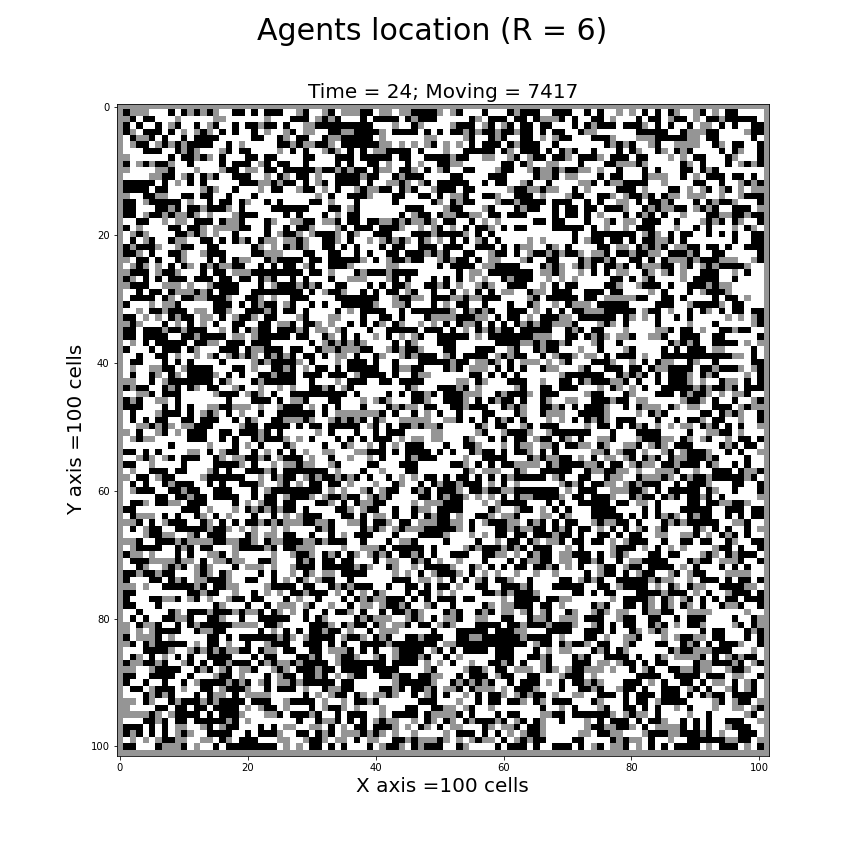 Agents location (R = 6)
Time = 24; Moving = 7417
0
20
40
60
80
100
Y axis =100 cells
0 20 40 60 80 100
X axis =100 cells